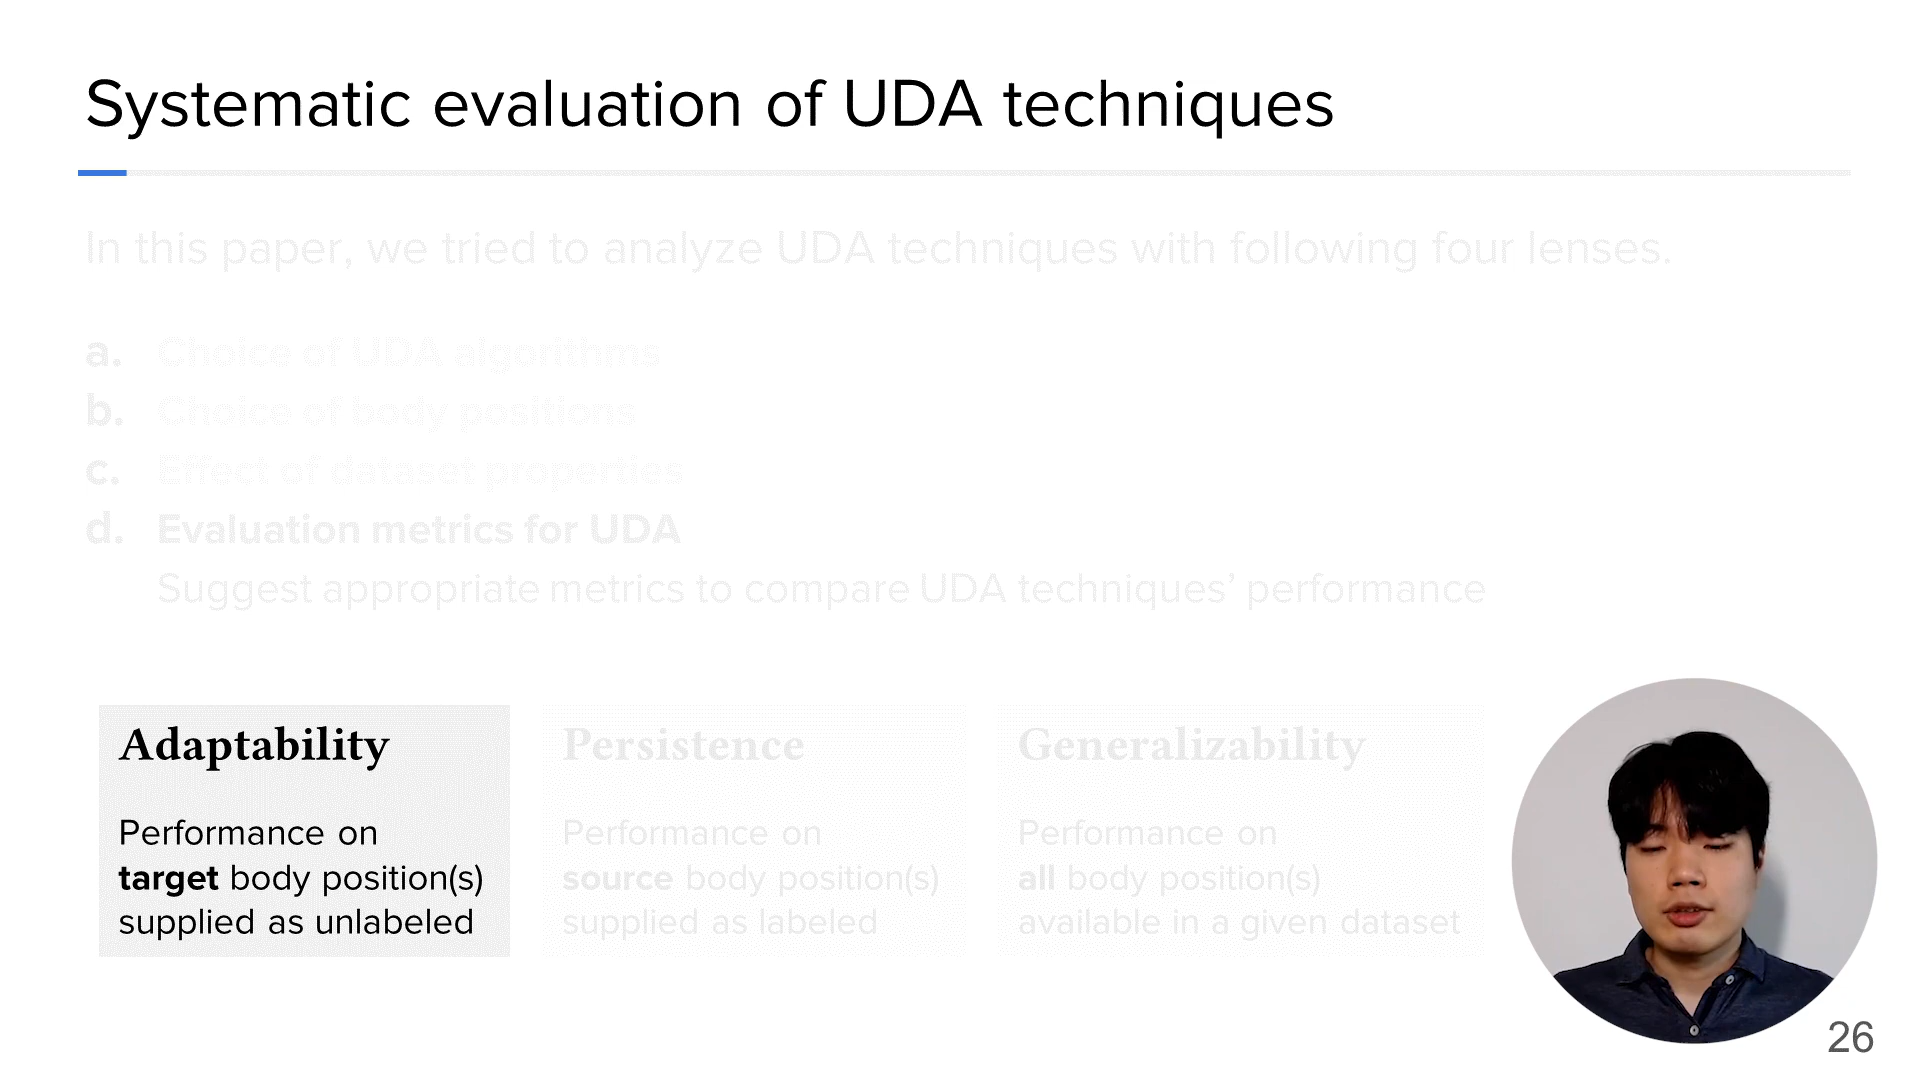 Systematic evaluation of UDA techniques
In this paper, we tried to analyze UDA techniques with following four lenses.
a. Choice of UDA algorithms
b. Choice of body positions
c. Effect of dataset properties
d. Evaluation metrics for UDA
Suggest appropriate metrics to compare UDA techniques' performance
Adaptability
Performance on
target body position(s)
supplied as unlabeled
Persistence
Performance on
source body position(s)
supplied as labeled
Generalizability
Performance on
all body position(s)
available in a given dataset
26